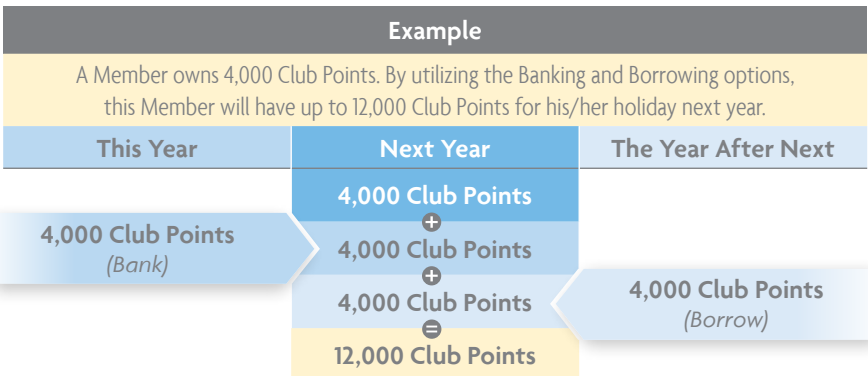 Example
A Member owns 4,000 Club Points. By utilizing the Banking and Borrowing options,
this Member will have up to 12,000 Club Points for his/her holiday next year.
This Year
Next Year
The Year After Next
4,000 Club Points
(Bank)
4,000 Club Points
+
4,000 Club Points
+
4,000 Club Points
=
12,000 Club Points
4,000 Club Points
(Borrow)